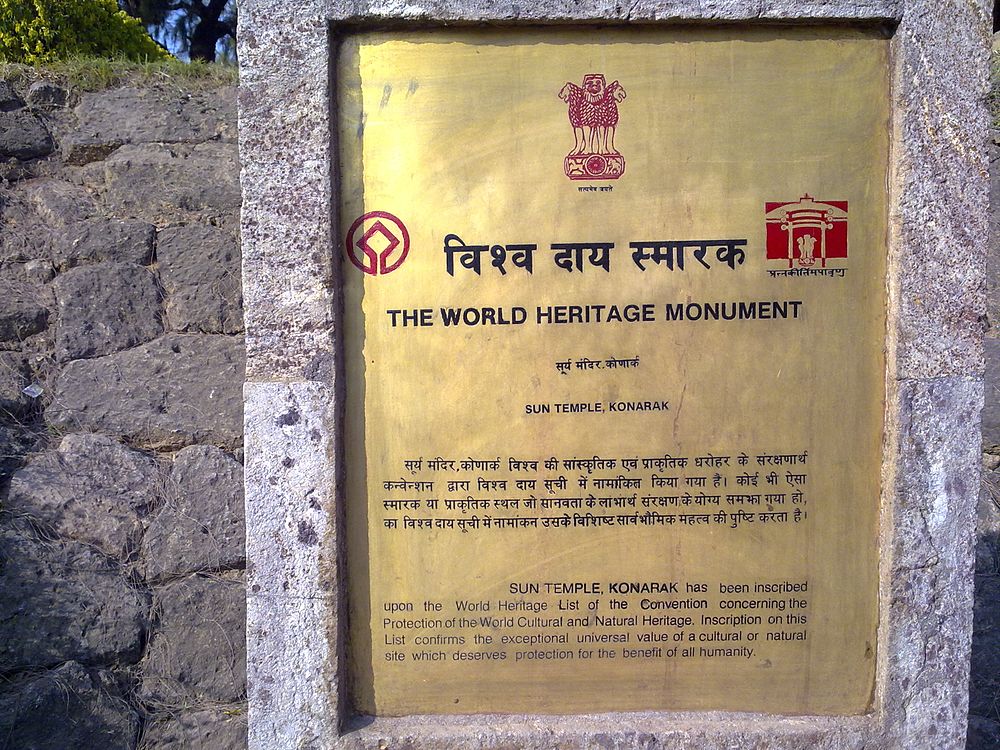 सत्यमेव जयते
विश्व दाय स्मारक
प्रत्नकीर्तिमपावृणु
THE WORLD HERITAGE MONUMENT
सूर्य मंदिर,कोणार्क
SUN TEMPLE, KONARAK
सूर्य मंदिर,कोणार्क विश्व की सांस्कृतिक एवं प्राकृतिक धरोहर के संरक्षणार्थ
कन्वेन्शन द्वारा विश्व दाय सूची में नामांकित किया गया है। कोई भी ऐसा
स्मारक या प्राकृतिक स्थल जो मानवता के लाभार्थ संरक्षण के योग्य समझा गया हो,
का विश्व दाय सूची में नामांकन उसके विशिष्ट सार्वभौमिक महत्व की पुष्टि करता है।
SUN TEMPLE, KONARAK has been inscribed
upon the World Heritage List of the Convention concerning the
Protection of the World Cultural and Natural Heritage. Inscription on this
List confirms the exceptional universal value of a cultural or natural
site which deserves protection for the benefit of all humanity.